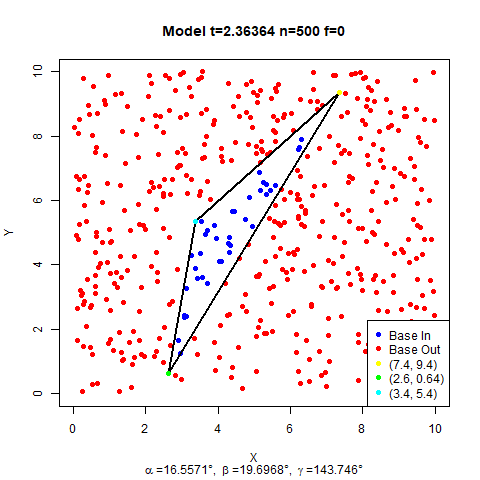 Model t=2.36364 n=500 f=0
Y
10
8
6
4
2
0
Base In
Base Out
(7.4, 9.4)
(2.6, 0.64)
(3.4, 5.4)
0 2 4 6 8 10
X
α =16.5571°, β =19.6968°, γ =143.746°